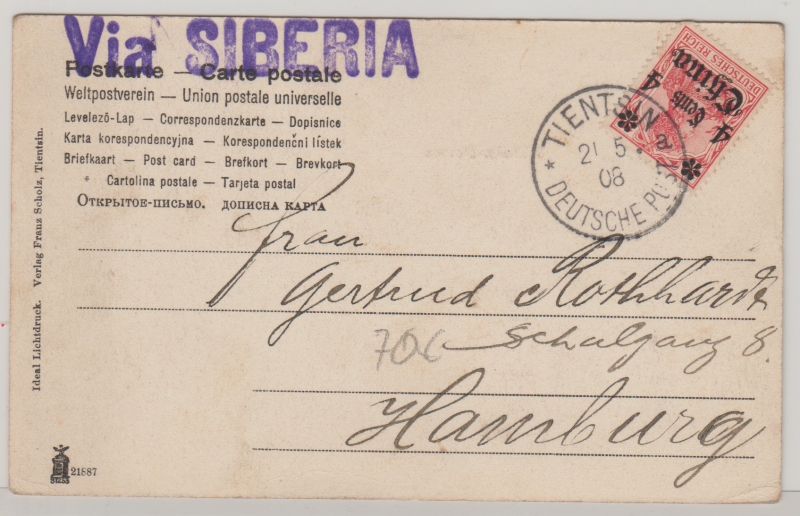 Via SIBERIA
Postkarte — Carte postale
Weltpostverein — Union postale universelle
Levelező-Lap — Correspondenzkarte — Dopisnice
Karta korespondencyjna — Korespondenční lístek
Briefkaart — Post card — Brefkort — Brevkort
Cartolina postale — Tarjeta postal
Открытое-письмо. дописна карта
DEUTSCHES REICH
China
4 Cents 4
TIENTSIN
a
21 5
08
DEUTSCHE POST
Frau
Gertrud Rothhardt
Schulgang 8.
Hamburg
70€
Ideal Lichtdruck. Verlag Franz Scholz, Tientsin.
21887